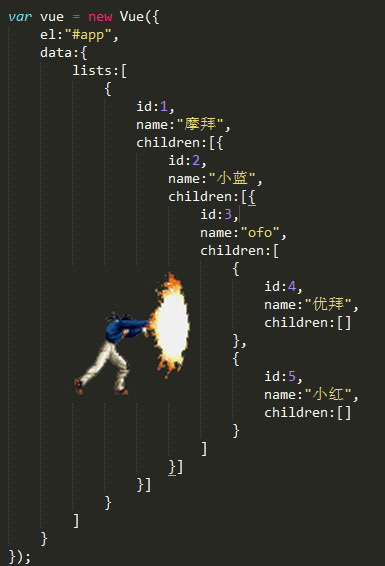 var vue = new Vue({
    el:"#app",
    data:{
        lists:[
            {
                id:1,
                name:"摩拜",
                children:[{
                    id:2,
                    name:"小蓝",
                    children:[{
                        id:3,
                        name:"ofo",
                        children:[
                            {
                                id:4,
                                name:"优拜",
                                children:[]
                            },
                            {
                                id:5,
                                name:"小红",
                                children:[]
                            }
                        ]
                    }]
                }]
            }
        ]
    }
});